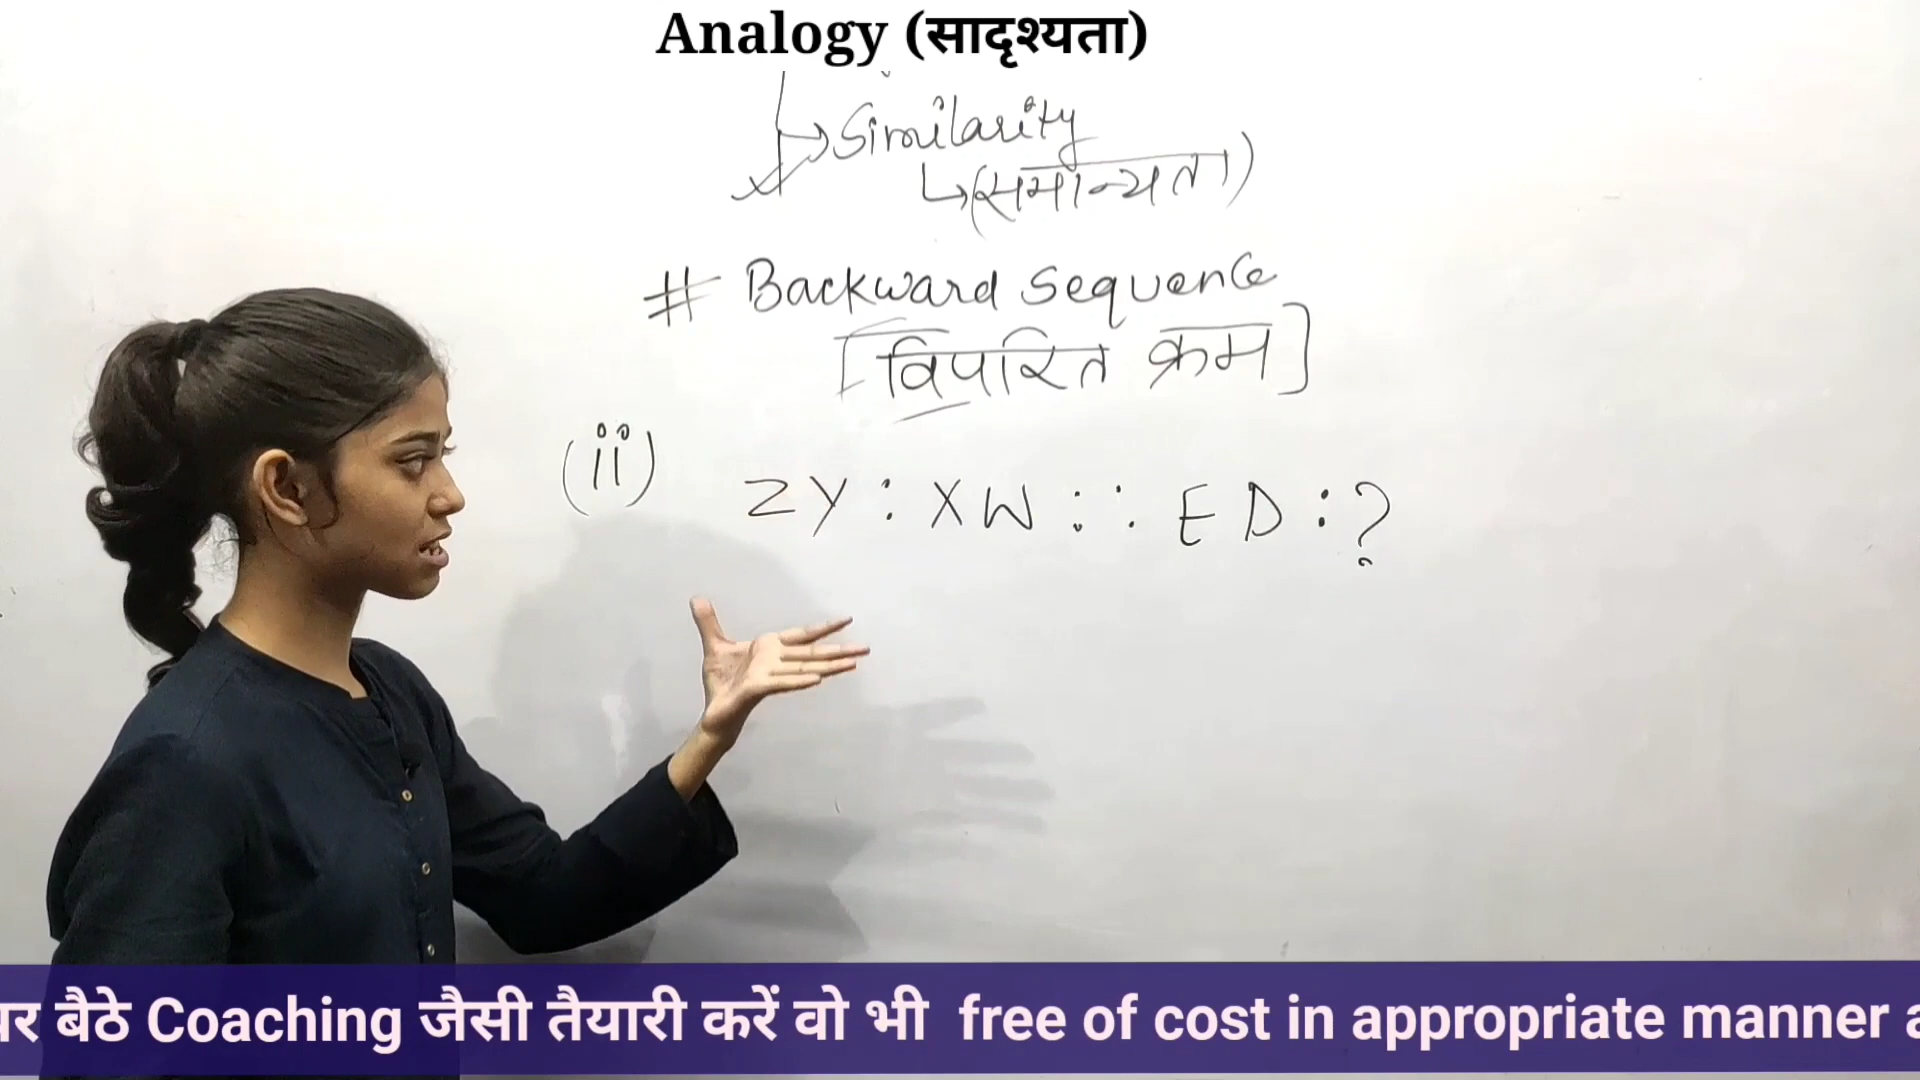 Analogy (सादृश्यता)
↳ Similarity
↳ (समान्यता)
# Backward Sequence
[विपरित क्रम]
(ii) ZY : XW :: ED : ?
बैठे Coaching जैसी तैयारी करें वो भी free of cost in appropriate manner